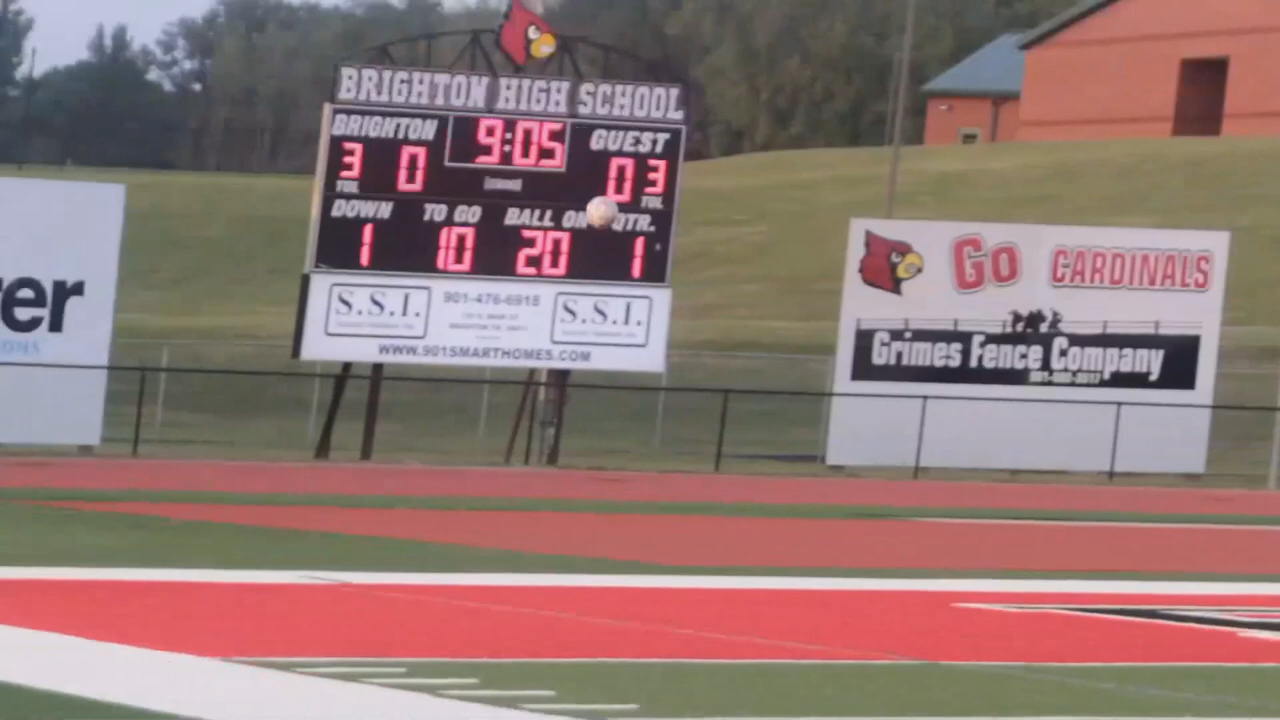 BRIGHTON HIGH SCHOOL
BRIGHTON 9:05 GUEST
3 0 0 3
TOL TOL
DOWN TO GO BALL ON QTR.
1 10 20 1
S.S.I. 901-476-6918 S.S.I.
WWW.901SMARTHOMES.COM
er
Go CARDINALS
Grimes Fence Company